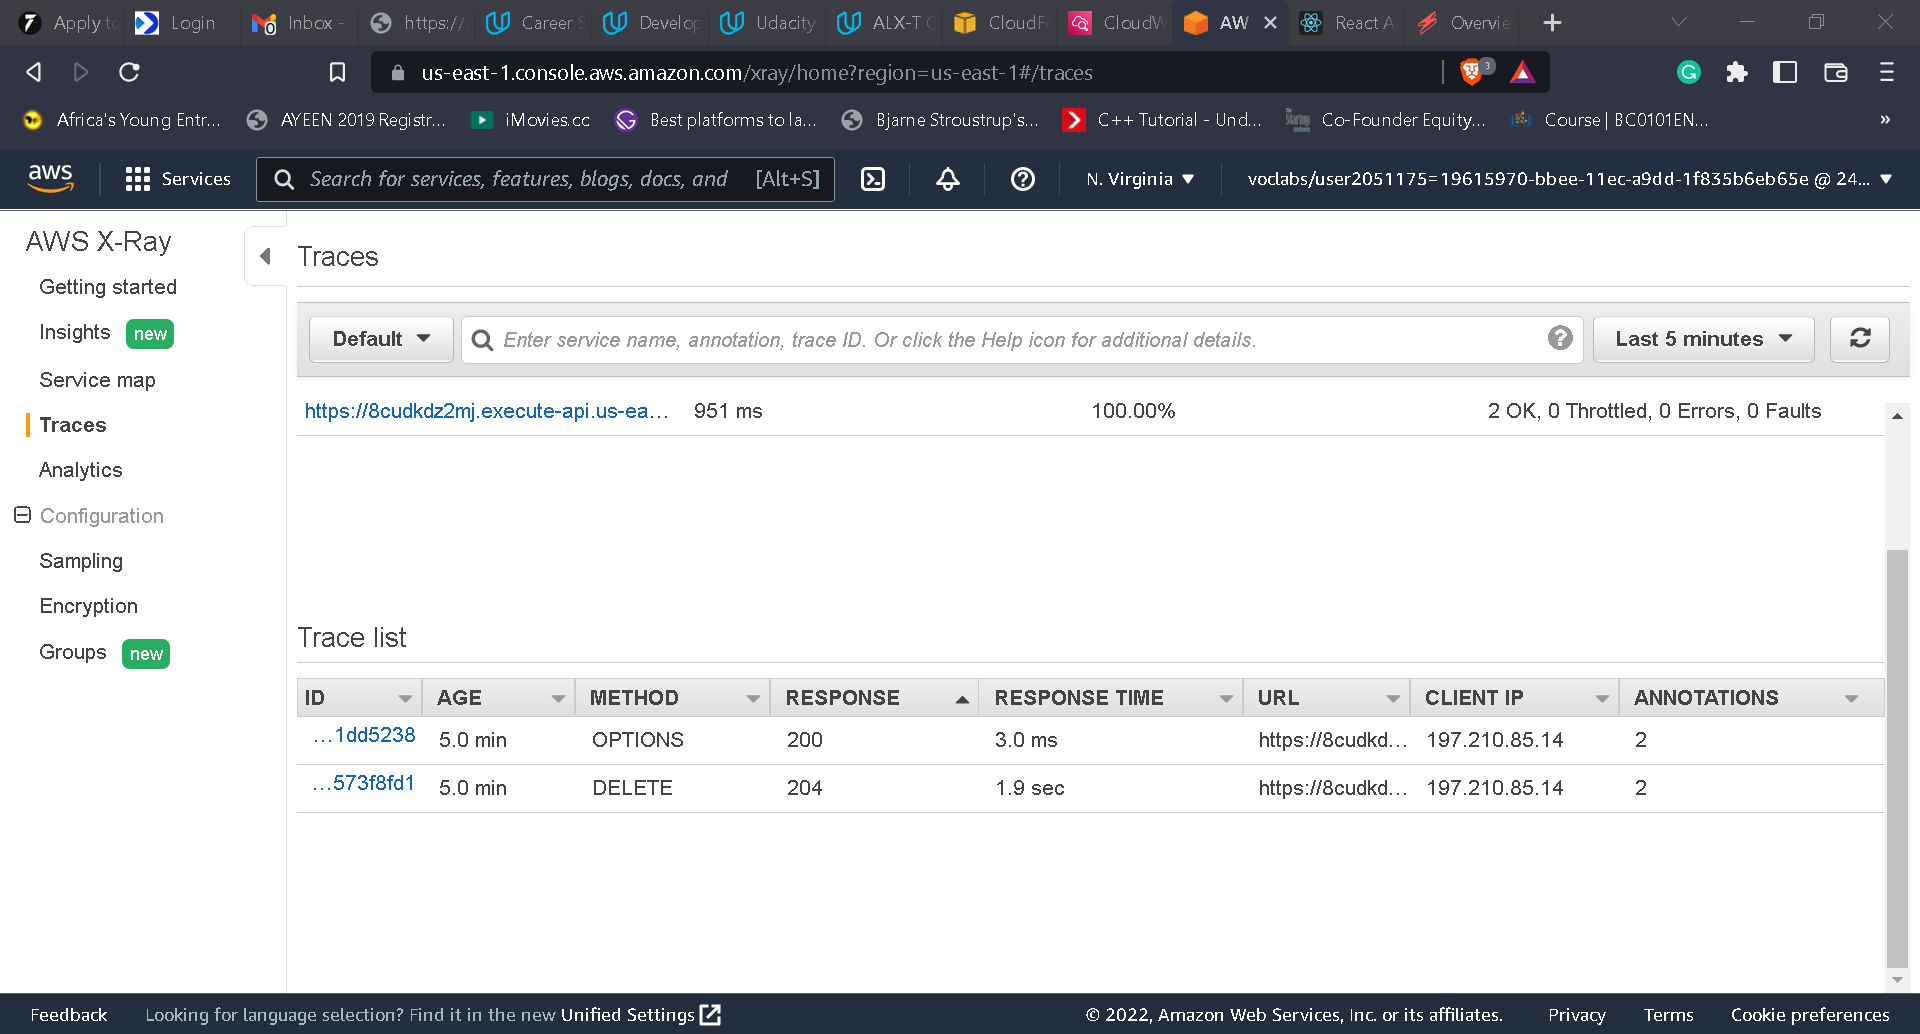 Apply to
Login
Inbox -
https://
Career S
Develop
Udacity
ALX-T C
CloudFo
CloudW
AW
React A
Overvie
us-east-1.console.aws.amazon.com/xray/home?region=us-east-1#/traces
3
Africa's Young Entr...
AYEEN 2019 Registr...
iMovies.cc
Best platforms to la...
Bjarne Stroustrup's...
C++ Tutorial - Und...
Co-Founder Equity...
Course | BC0101EN...
»
aws
Services
Search for services, features, blogs, docs, and
[Alt+S]
N. Virginia
voclabs/user2051175=19615970-bbee-11ec-a9dd-1f835b6eb65e @ 24...
AWS X-Ray
Getting started
Insights new
Service map
Traces
Analytics
Configuration
Sampling
Encryption
Groups new
Traces
Default
Enter service name, annotation, trace ID. Or click the Help icon for additional details.
Last 5 minutes
https://8cudkdz2mj.execute-api.us-ea... 951 ms 100.00% 2 OK, 0 Throttled, 0 Errors, 0 Faults
Trace list
ID AGE METHOD RESPONSE RESPONSE TIME URL CLIENT IP ANNOTATIONS
...1dd5238 5.0 min OPTIONS 200 3.0 ms https://8cudkd... 197.210.85.14 2
...573f8fd1 5.0 min DELETE 204 1.9 sec https://8cudkd... 197.210.85.14 2
Feedback
Looking for language selection? Find it in the new Unified Settings
© 2022, Amazon Web Services, Inc. or its affiliates.
Privacy
Terms
Cookie preferences